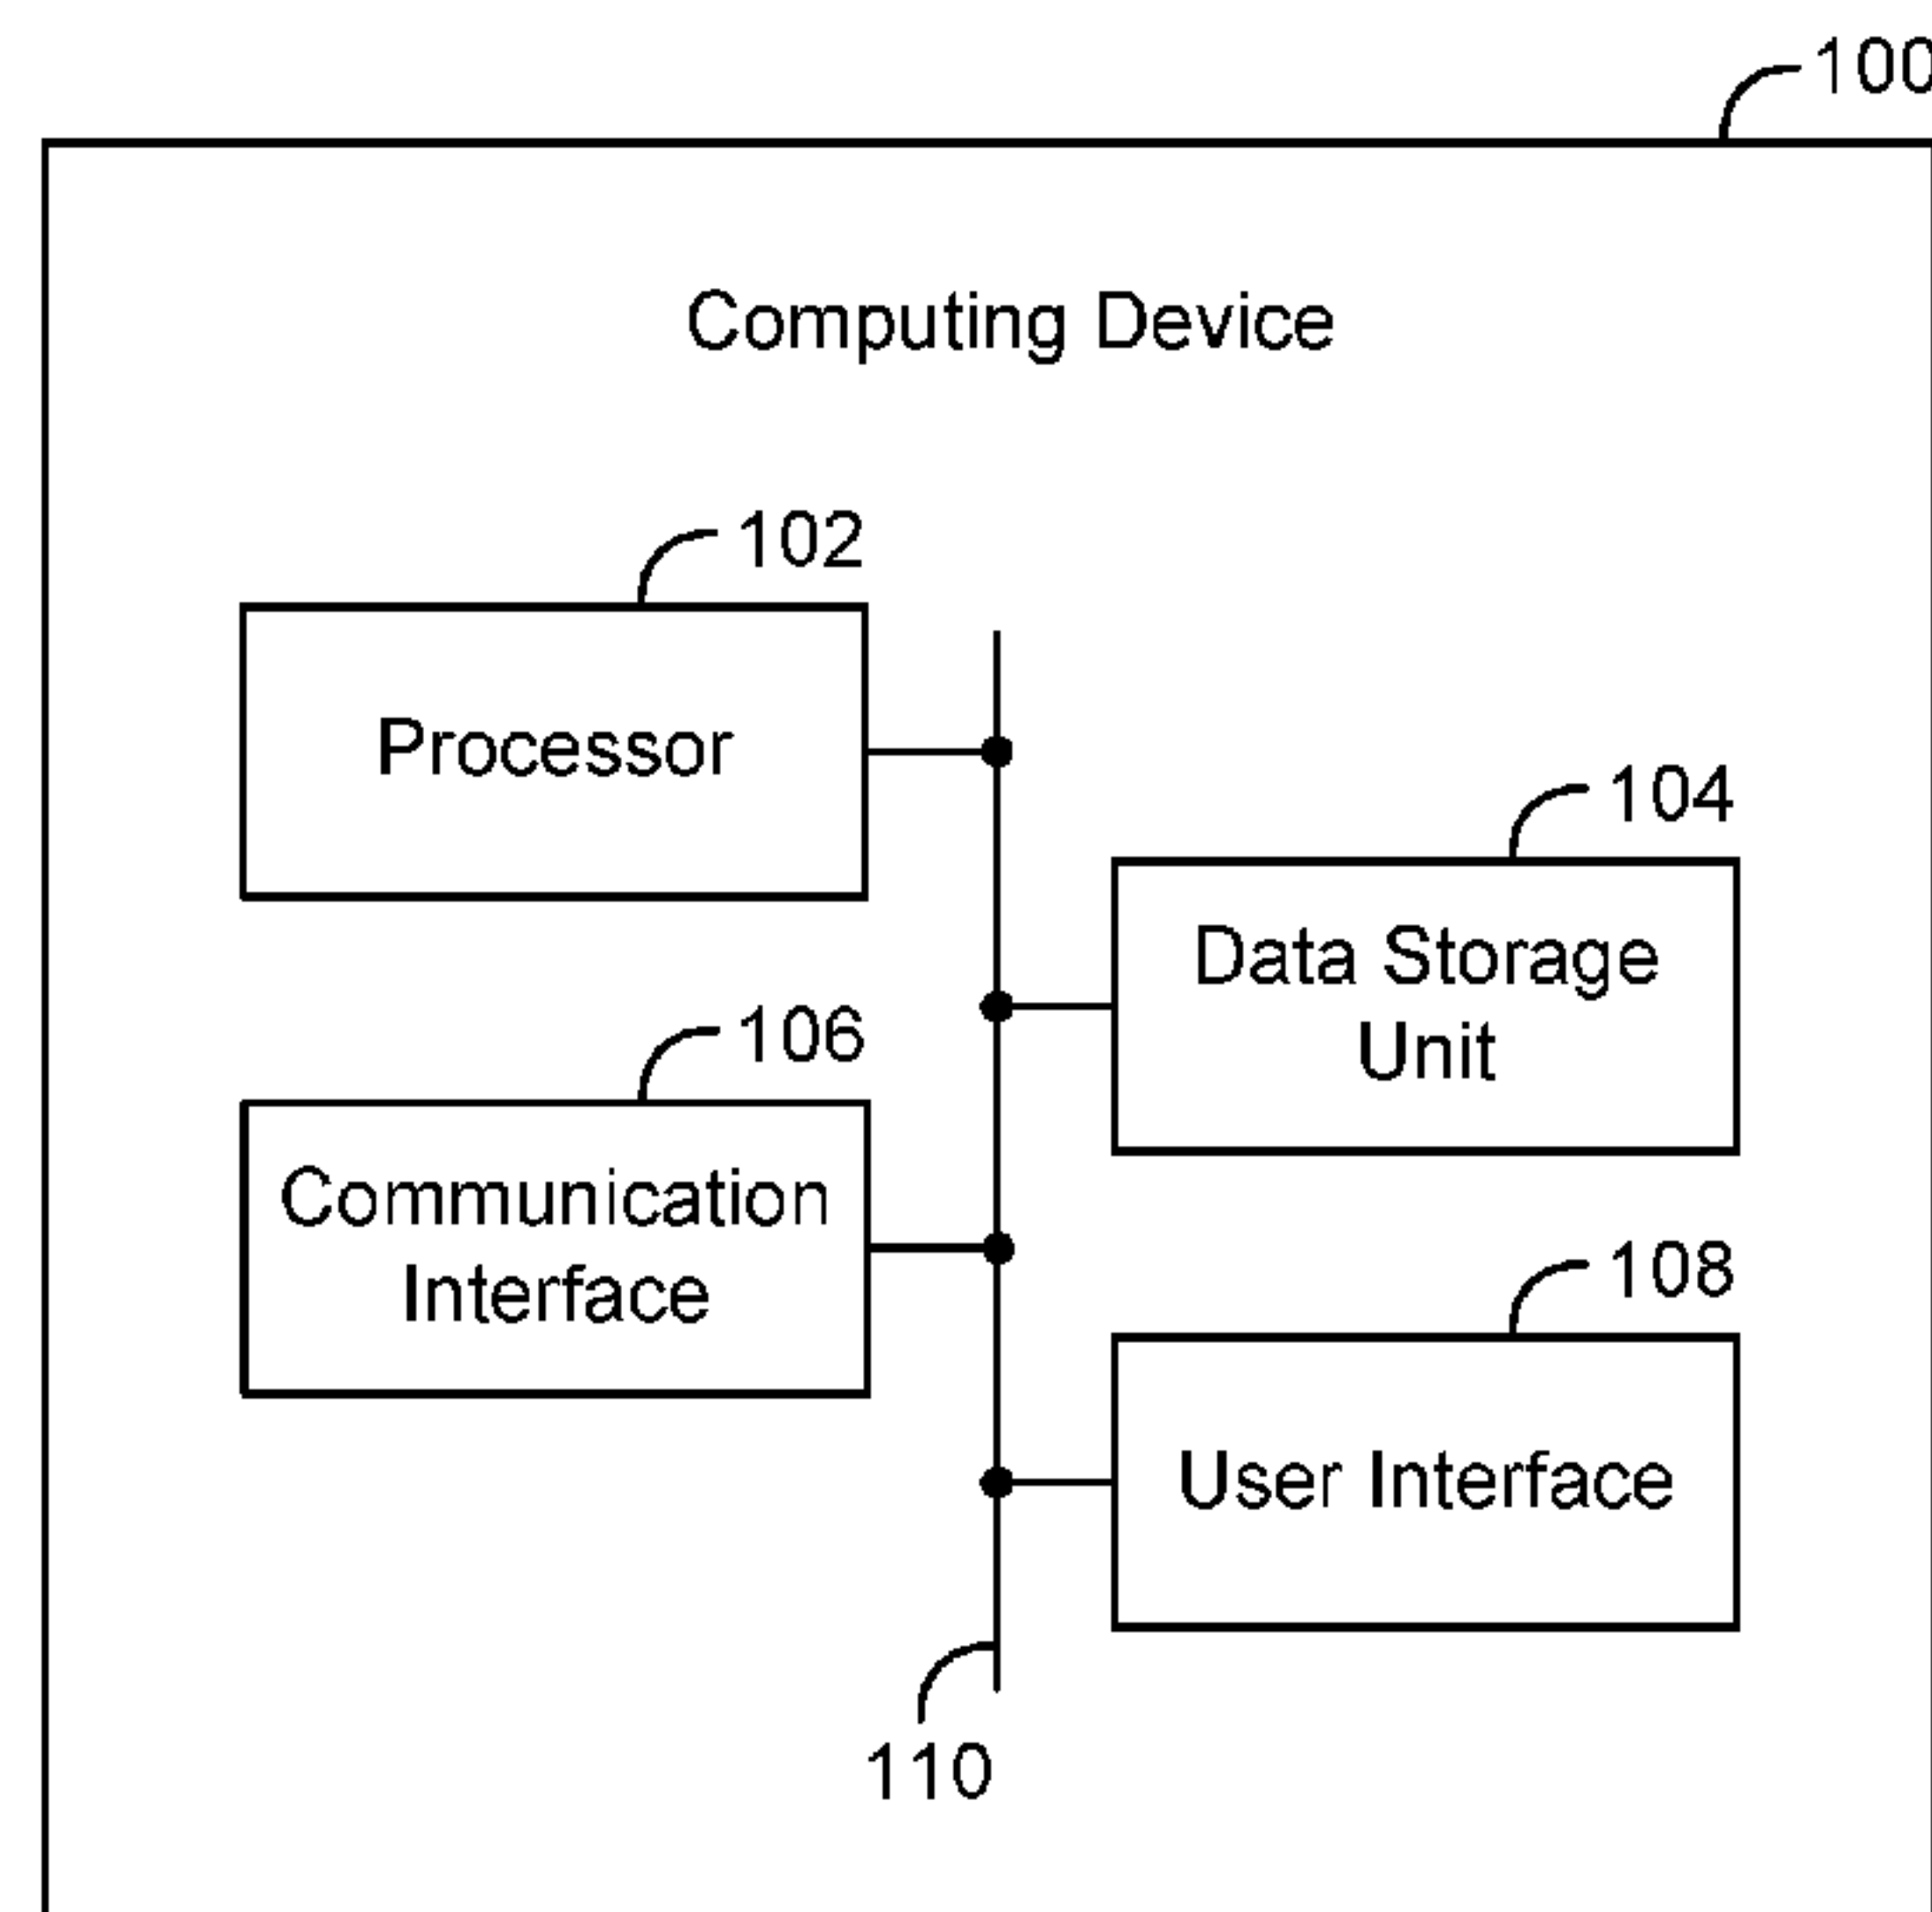 100
Computing Device
102
Processor
104
Data Storage
Unit
106
Communication
Interface
108
User Interface
110